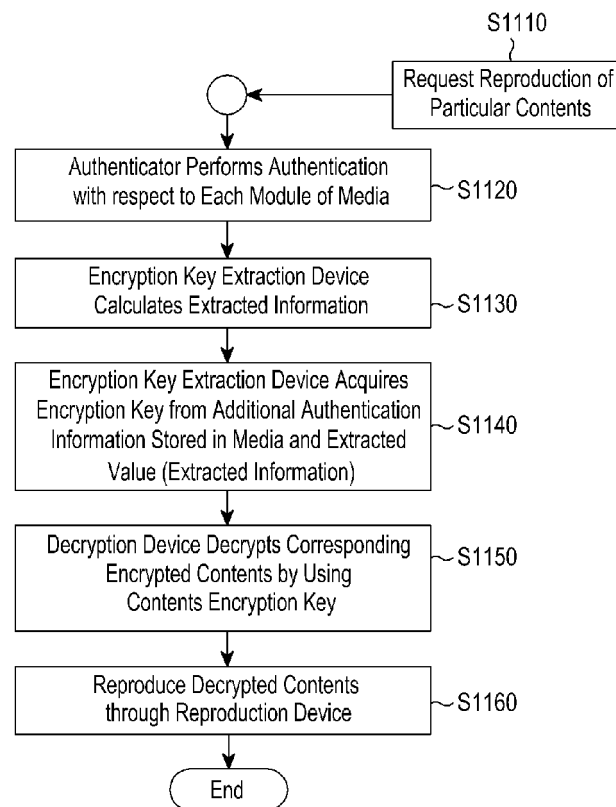 S1110
Request Reproduction of
Particular Contents
Authenticator Performs Authentication
with respect to Each Module of Media
S1120
Encryption Key Extraction Device
Calculates Extracted Information
S1130
Encryption Key Extraction Device Acquires
Encryption Key from Additional Authentication
Information Stored in Media and Extracted
Value (Extracted Information)
S1140
Decryption Device Decrypts Corresponding
Encrypted Contents by Using
Contents Encryption Key
S1150
Reproduce Decrypted Contents
through Reproduction Device
S1160
End